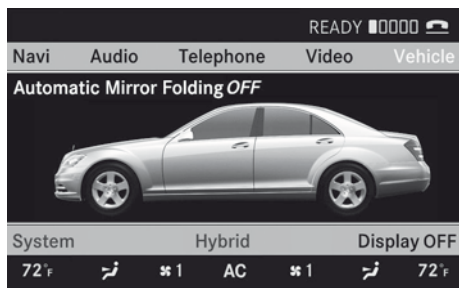 READY
Navi Audio Telephone Video Vehicle
Automatic Mirror Folding OFF
System Hybrid Display OFF
72°F 1 AC 1 72°F